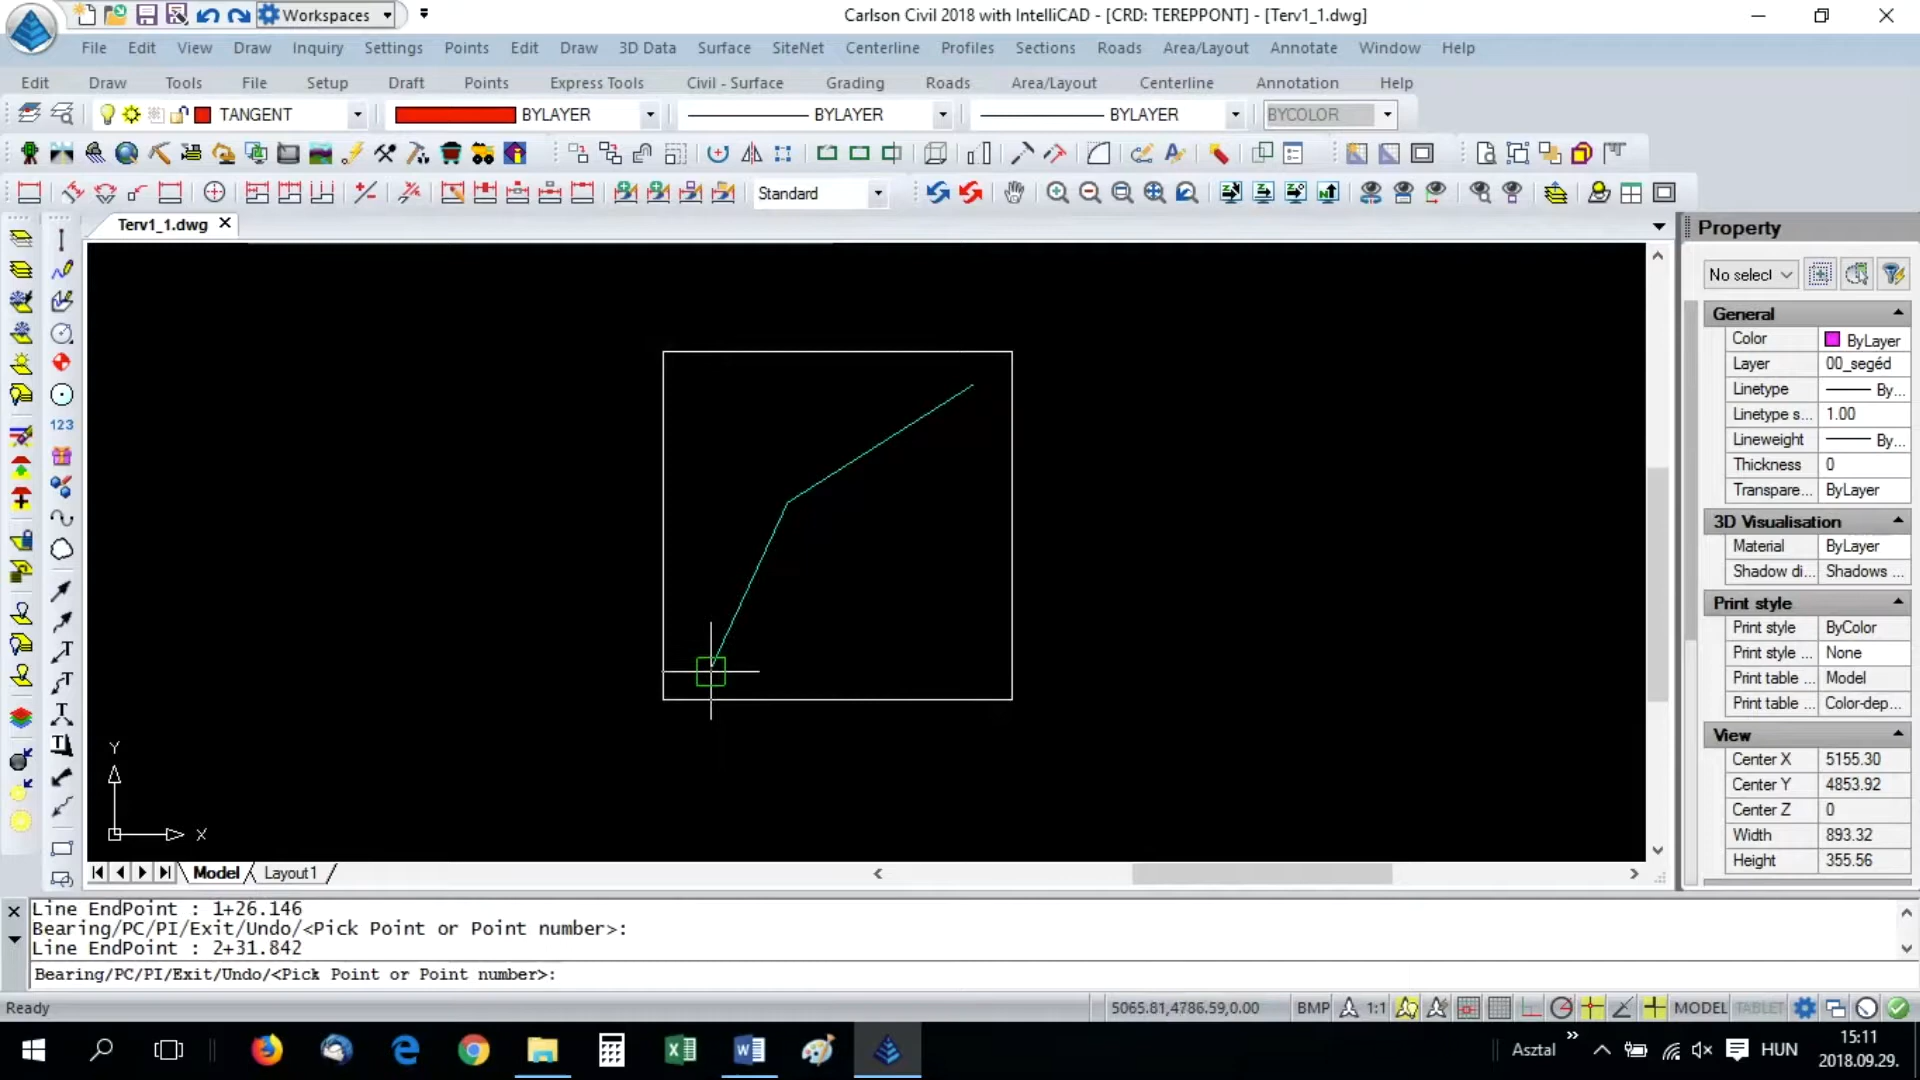 Workspaces
Carlson Civil 2018 with IntelliCAD - [CRD: TEREPPONT] - [Terv1_1.dwg]
File Edit View Draw Inquiry Settings Points Edit Draw 3D Data Surface SiteNet Centerline Profiles Sections Roads Area/Layout Annotate Window Help
Edit Draw Tools File Setup Draft Points Express Tools Civil - Surface Grading Roads Area/Layout Centerline Annotation Help
TANGENT BYLAYER BYLAYER BYLAYER BYCOLOR
Standard
Terv1_1.dwg
Property
No select
General
Color ByLayer
Layer 00_segéd
Linetype By...
Linetype s... 1.00
Lineweight By...
Thickness 0
Transpare... ByLayer
3D Visualisation
Material ByLayer
Shadow di... Shadows ...
Print style
Print style ByColor
Print style ... None
Print table ... Model
Print table ... Color-dep...
View
Center X 5155.30
Center Y 4853.92
Center Z 0
Width 893.32
Height 355.56
123
Y
X
Model Layout1
Line EndPoint : 1+26.146
Bearing/PC/PI/Exit/Undo/<Pick Point or Point number>:
Line EndPoint : 2+31.842
Bearing/PC/PI/Exit/Undo/<Pick Point or Point number>:
Ready 5065.81,4786.59,0.00 BMP 1:1 MODEL TABLET
Asztal HUN 15:11
2018.09.29.